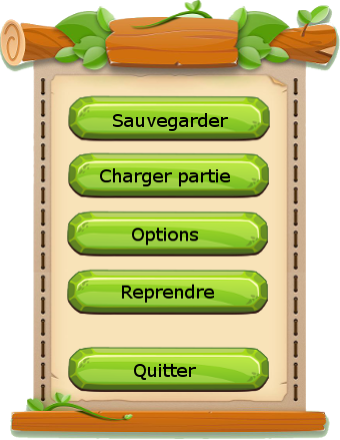 Sauvegarder
Charger partie
Options
Reprendre
Quitter